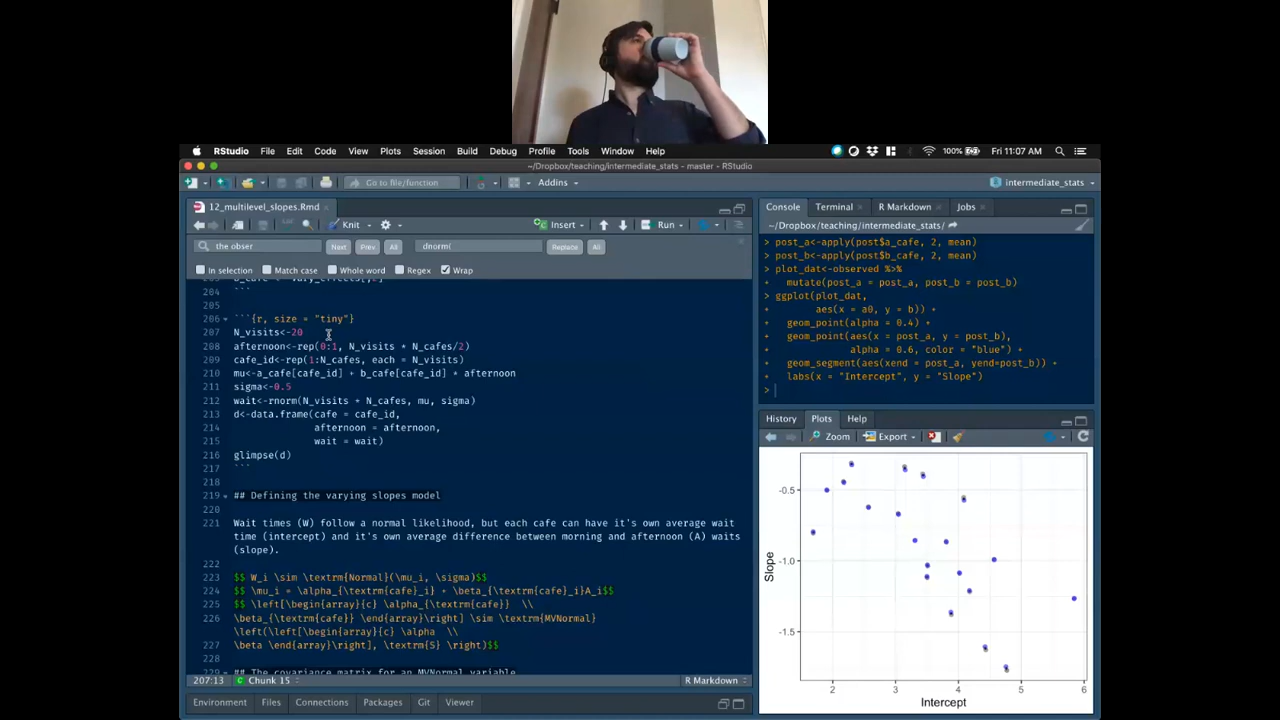 RStudio File Edit Code View Plots Session Build Debug Profile Tools Window Help 100% Fri 11:07 AM
~/Dropbox/teaching/intermediate_stats - master - RStudio
Go to file/function Addins intermediate_stats
12_multilevel_slopes.Rmd
Knit Insert Run
the obser Next Prev All dnorm( Replace All
In selection Match case Whole word Regex Wrap
204 ```
205
206 ```{r, size = "tiny"}
207 N_visits<-20
208 afternoon<-rep(0:1, N_visits * N_cafes/2)
209 cafe_id<-rep(1:N_cafes, each = N_visits)
210 mu<-a_cafe[cafe_id] + b_cafe[cafe_id] * afternoon
211 sigma<-0.5
212 wait<-rnorm(N_visits * N_cafes, mu, sigma)
213 d<-data.frame(cafe = cafe_id,
214 afternoon = afternoon,
215 wait = wait)
216 glimpse(d)
217 ```
218
219 ## Defining the varying slopes model
220
221 Wait times (W) follow a normal likelihood, but each cafe can have it's own average wait
time (intercept) and it's own average difference between morning and afternoon (A) waits
(slope).
222
223 $$ W_i \sim \textrm{Normal}(\mu_i, \sigma)$$
224 $$ \mu_i = \alpha_{\textrm{cafe}_i} + \beta_{\textrm{cafe}_i}A_i$$
225 $$ \left[\begin{array}{c} \alpha_{\textrm{cafe}} \\
226 \beta_{\textrm{cafe}} \end{array}\right] \sim \textrm{MVNormal}
\left(\left[\begin{array}{c} \alpha \\
227 \beta \end{array}\right], \textrm{S} \right)$$
228
229 ## The covariance matrix for an MVNormal variable
207:13 Chunk 15 R Markdown
Environment Files Connections Packages Git Viewer
Console Terminal R Markdown Jobs
~/Dropbox/teaching/intermediate_stats/
> post_a<-apply(post$a_cafe, 2, mean)
> post_b<-apply(post$b_cafe, 2, mean)
> plot_dat<-observed %>%
+ mutate(post_a = post_a, post_b = post_b)
> ggplot(plot_dat,
+ aes(x = a0, y = b)) +
+ geom_point(alpha = 0.4) +
+ geom_point(aes(x = post_a, y = post_b),
+ alpha = 0.6, color = "blue") +
+ geom_segment(aes(xend = post_a, yend=post_b)) +
+ labs(x = "Intercept", y = "Slope")
>
History Plots Help
Zoom Export
-0.5
-1.0
-1.5
Slope
2 3 4 5 6
Intercept